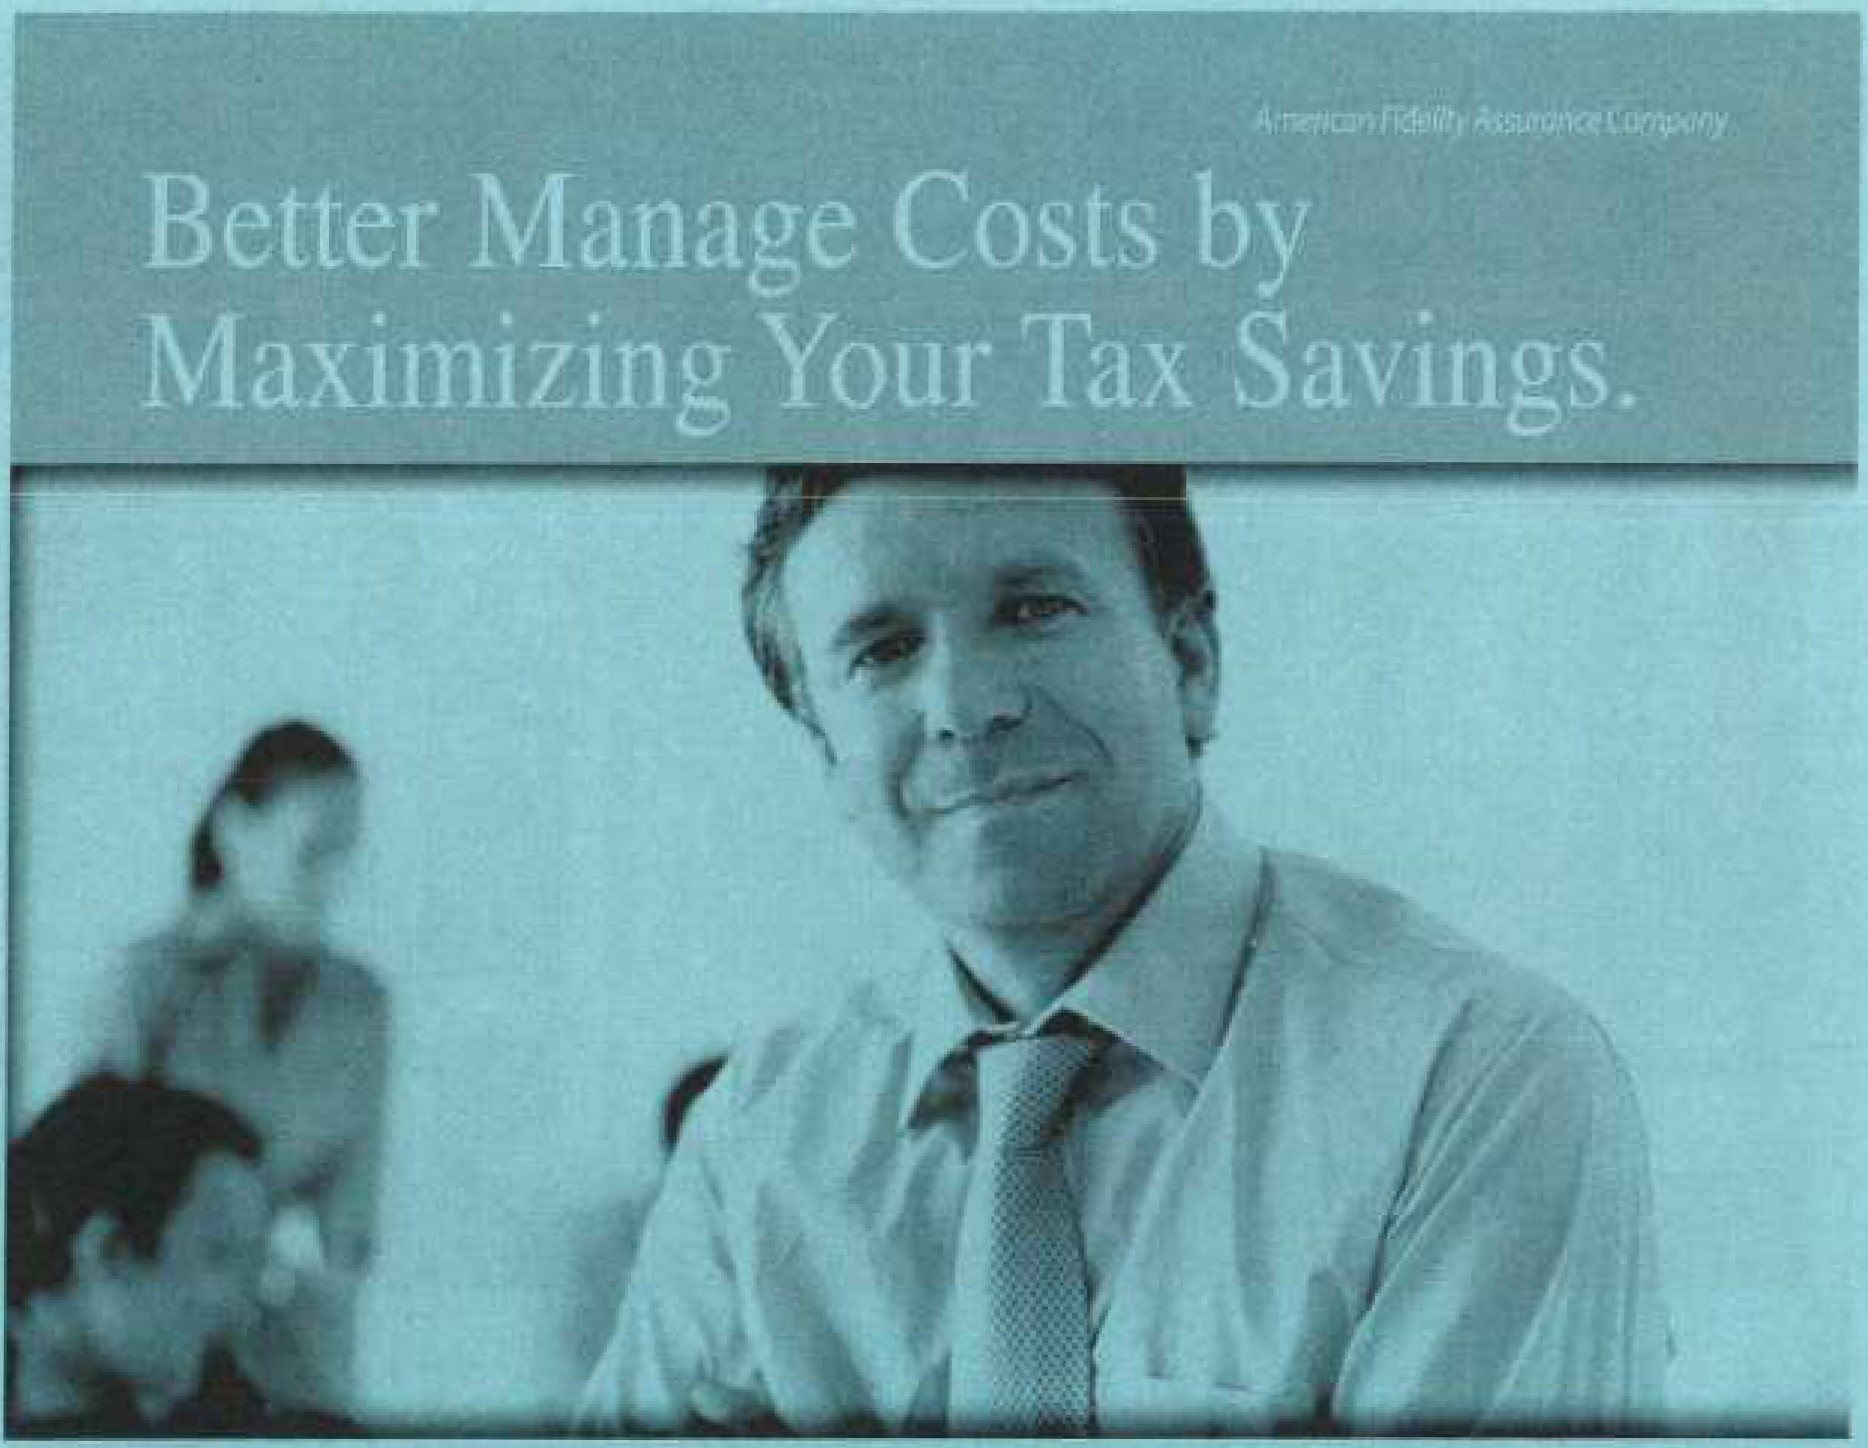 American Fidelity Assurance Company
Better Manage Costs by
Maximizing Your Tax Savings.